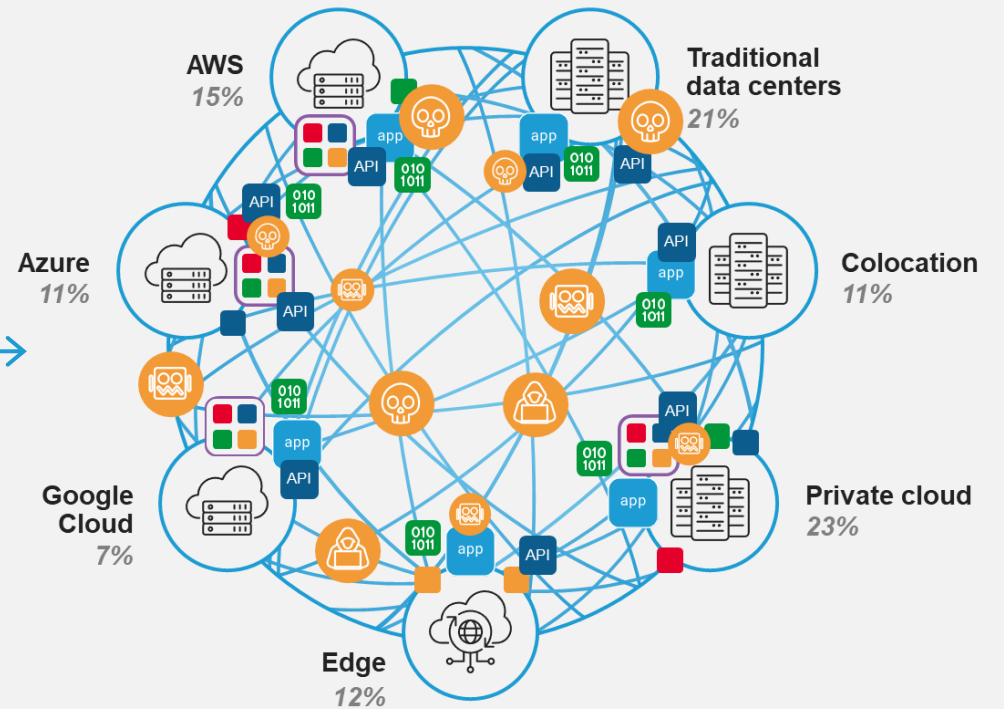 AWS
15%
Traditional
data centers
21%
app
API
010
1011
app
API
010
1011
API
API
010
1011
API
Azure
11%
API
app
010
1011
Colocation
11%
010
1011
app
API
Google
Cloud
7%
API
010
1011
app
Private cloud
23%
010
1011
app
API
Edge
12%